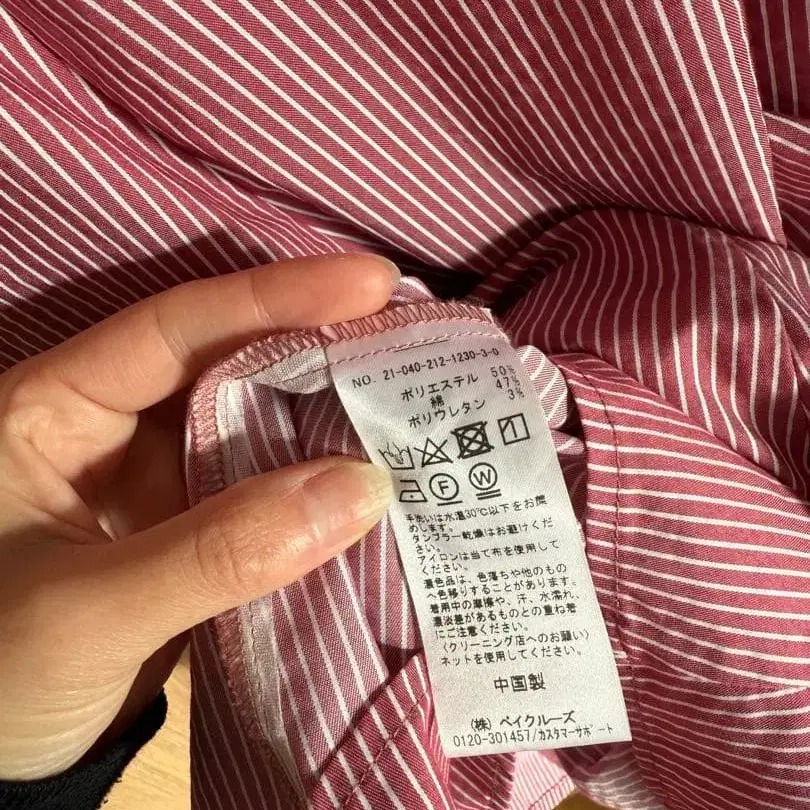 NO. 21-040-212-1230-3-0
ポリエステル 50%
綿 47%
ポリウレタン 3%
F W
手洗いは水温30℃以下をお薦
めします。
タンブラー乾燥はお避けくだ
さい。
アイロンは当て布を使用して
ください。
濃色品は、色落ちや他のもの
へ色移りすることがあります。
着用中の摩擦や、汗、水濡れ、
濃淡差があるものとの重ね着
にご注意ください。
〈クリーニング店へのお願い〉
ネットを使用してください。
中国製
(株) ベイクルーズ
0120-301457/カスタマーサポート